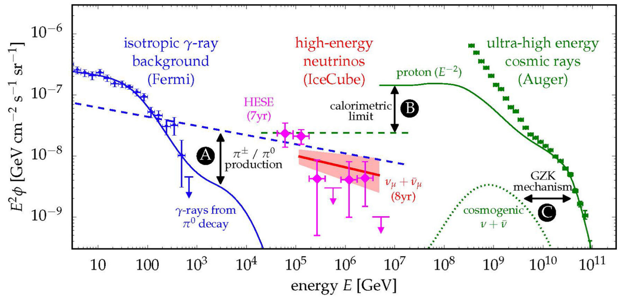 isotropic γ-ray
background
(Fermi)
high-energy
neutrinos
(IceCube)
ultra-high energy
cosmic rays
(Auger)
proton (E⁻²)
HESE
(7yr)
calorimetric
limit
B
A
π± / π⁰
production
νμ + ν̄μ
(8yr)
γ-rays from
π⁰ decay
GZK
mechanism
C
cosmogenic
ν + ν̄
E²ϕ [GeV cm⁻² s⁻¹ sr⁻¹]
10⁻⁶
10⁻⁷
10⁻⁸
10⁻⁹
10 10² 10³ 10⁴ 10⁵ 10⁶ 10⁷ 10⁸ 10⁹ 10¹⁰ 10¹¹
energy E [GeV]